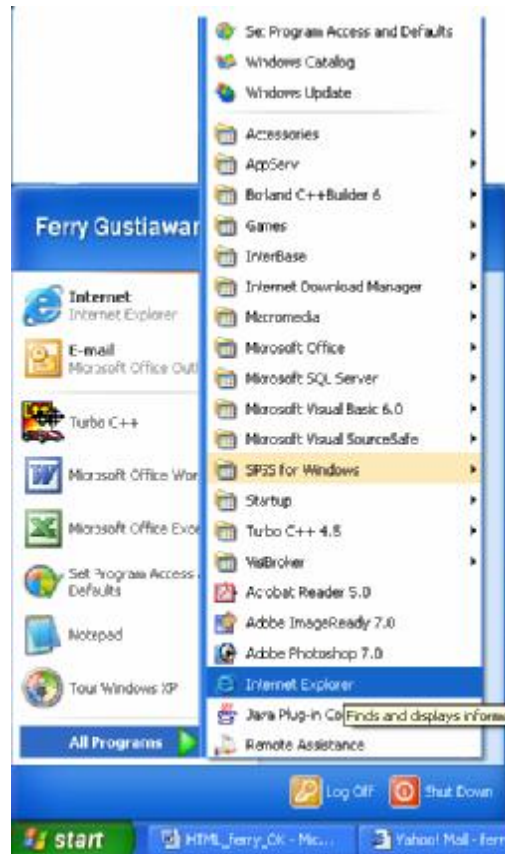 Set Program Access and Defaults
Windows Catalog
Windows Update
Accessories
AppServ
Borland C++Builder 6
Games
InterBase
Internet Download Manager
Macromedia
Microsoft Office
Microsoft SQL Server
Microsoft Visual Basic 6.0
Microsoft Visual SourceSafe
SPSS for Windows
Startup
Turbo C++ 4.5
VisiBroker
Acrobat Reader 5.0
Adobe ImageReady 7.0
Adobe Photoshop 7.0
Internet Explorer
Java Plug-in Co
Finds and displays inform
Remote Assistance
Ferry Gustiawan
Internet
Internet Explorer
E-mail
Microsoft Office Outl
Turbo C++
Microsoft Office Wor
Microsoft Office Exce
Set Program Access
Defaults
Notepad
Tour Windows XP
All Programs
Log Off
Shut Down
start
HTML_ferry_OK - Mic...
Yahoo! Mail - ferr